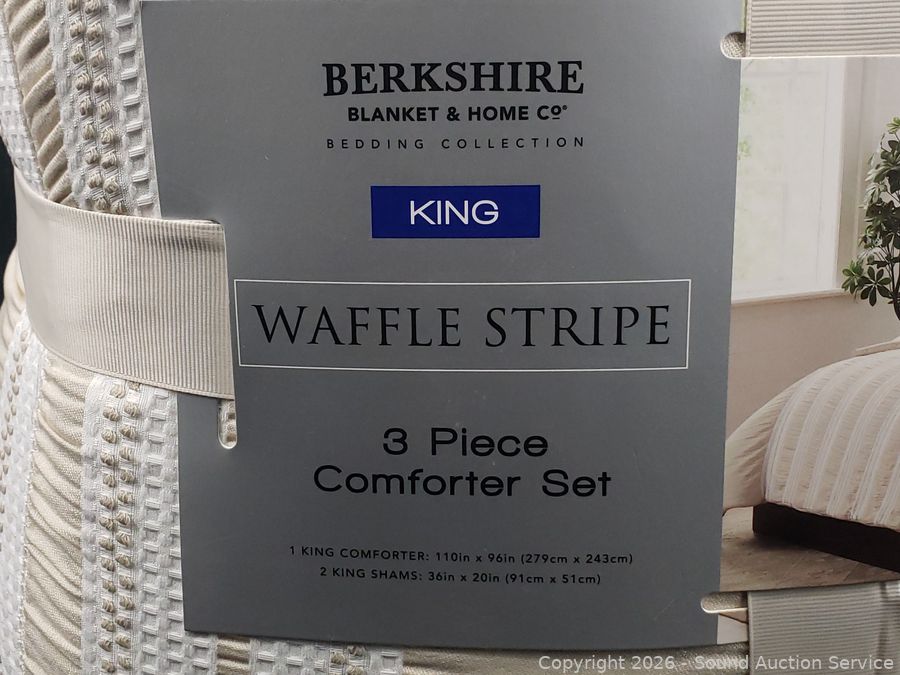 BERKSHIRE
BLANKET & HOME Co®
BEDDING COLLECTION
KING
WAFFLE STRIPE
3 Piece
Comforter Set
1 KING COMFORTER: 110in x 96in (279cm x 243cm)
2 KING SHAMS: 36in x 20in (91cm x 51cm)
Copyright 2026 - Sound Auction Service